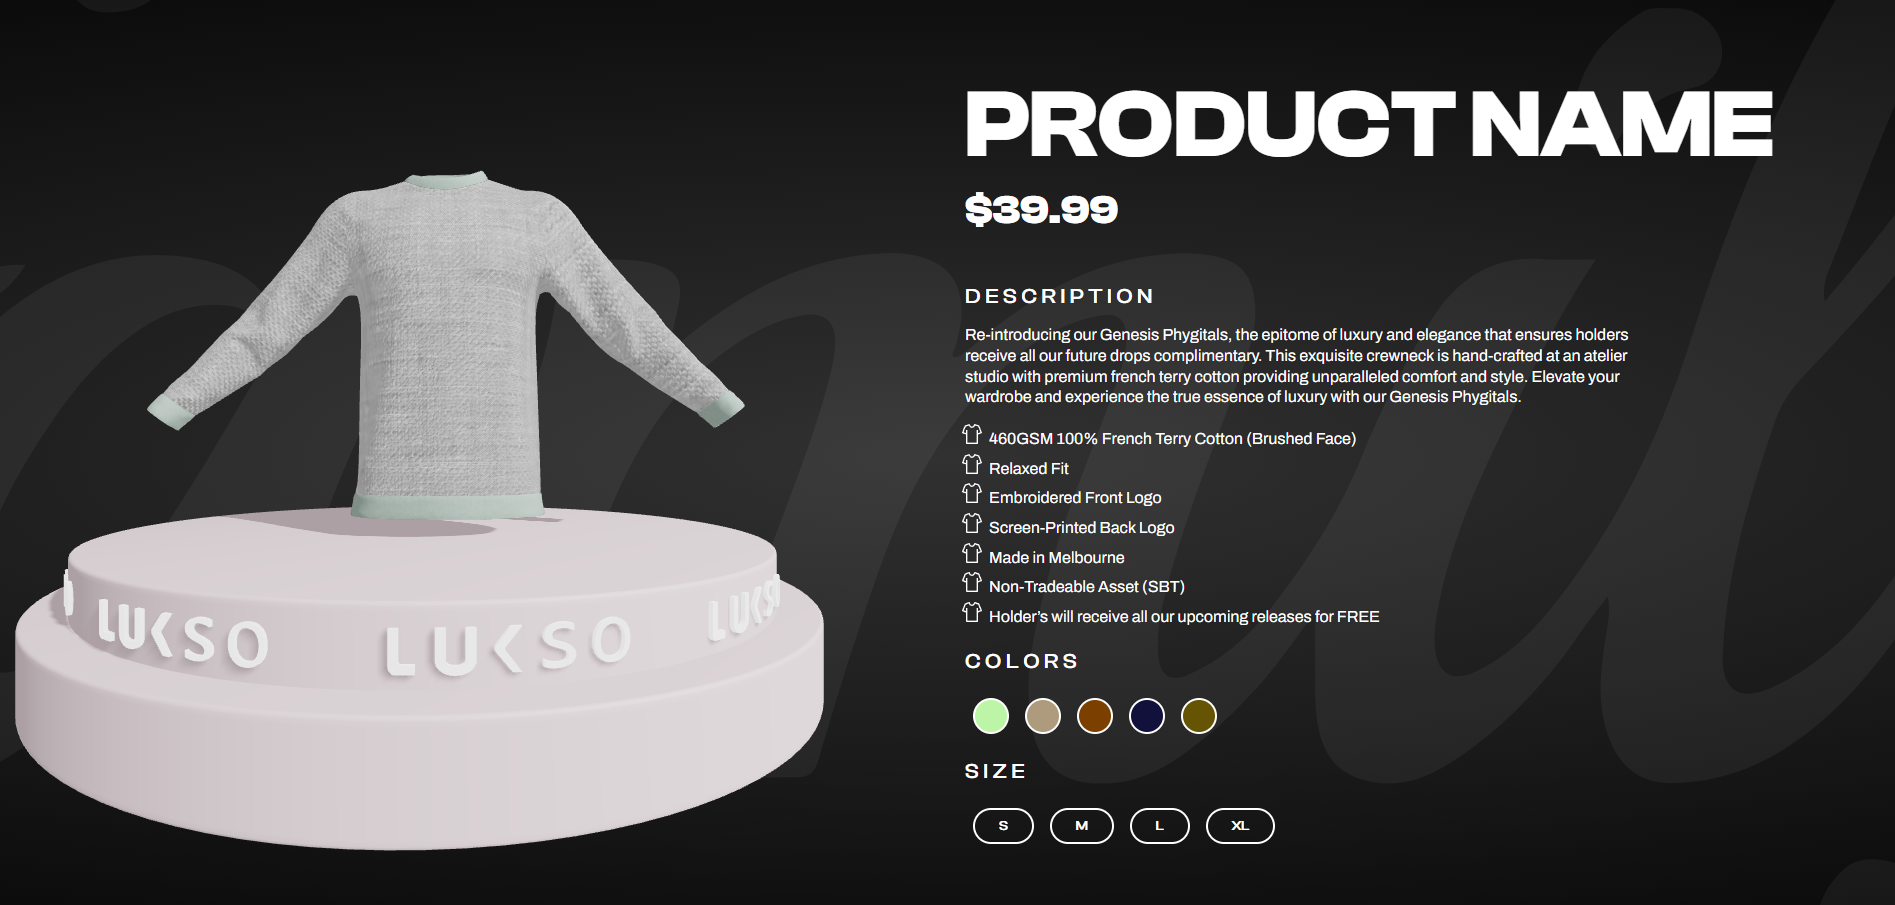 PRODUCT NAME
$39.99
DESCRIPTION
Re-introducing our Genesis Phygitals, the epitome of luxury and elegance that ensures holders
receive all our future drops complimentary. This exquisite crewneck is hand-crafted at an atelier
studio with premium french terry cotton providing unparalleled comfort and style. Elevate your
wardrobe and experience the true essence of luxury with our Genesis Phygitals.
460GSM 100% French Terry Cotton (Brushed Face)
Relaxed Fit
Embroidered Front Logo
Screen-Printed Back Logo
Made in Melbourne
Non-Tradeable Asset (SBT)
Holder’s will receive all our upcoming releases for FREE
COLORS
SIZE
S M L XL
LUKSO LUKSO LUKSO